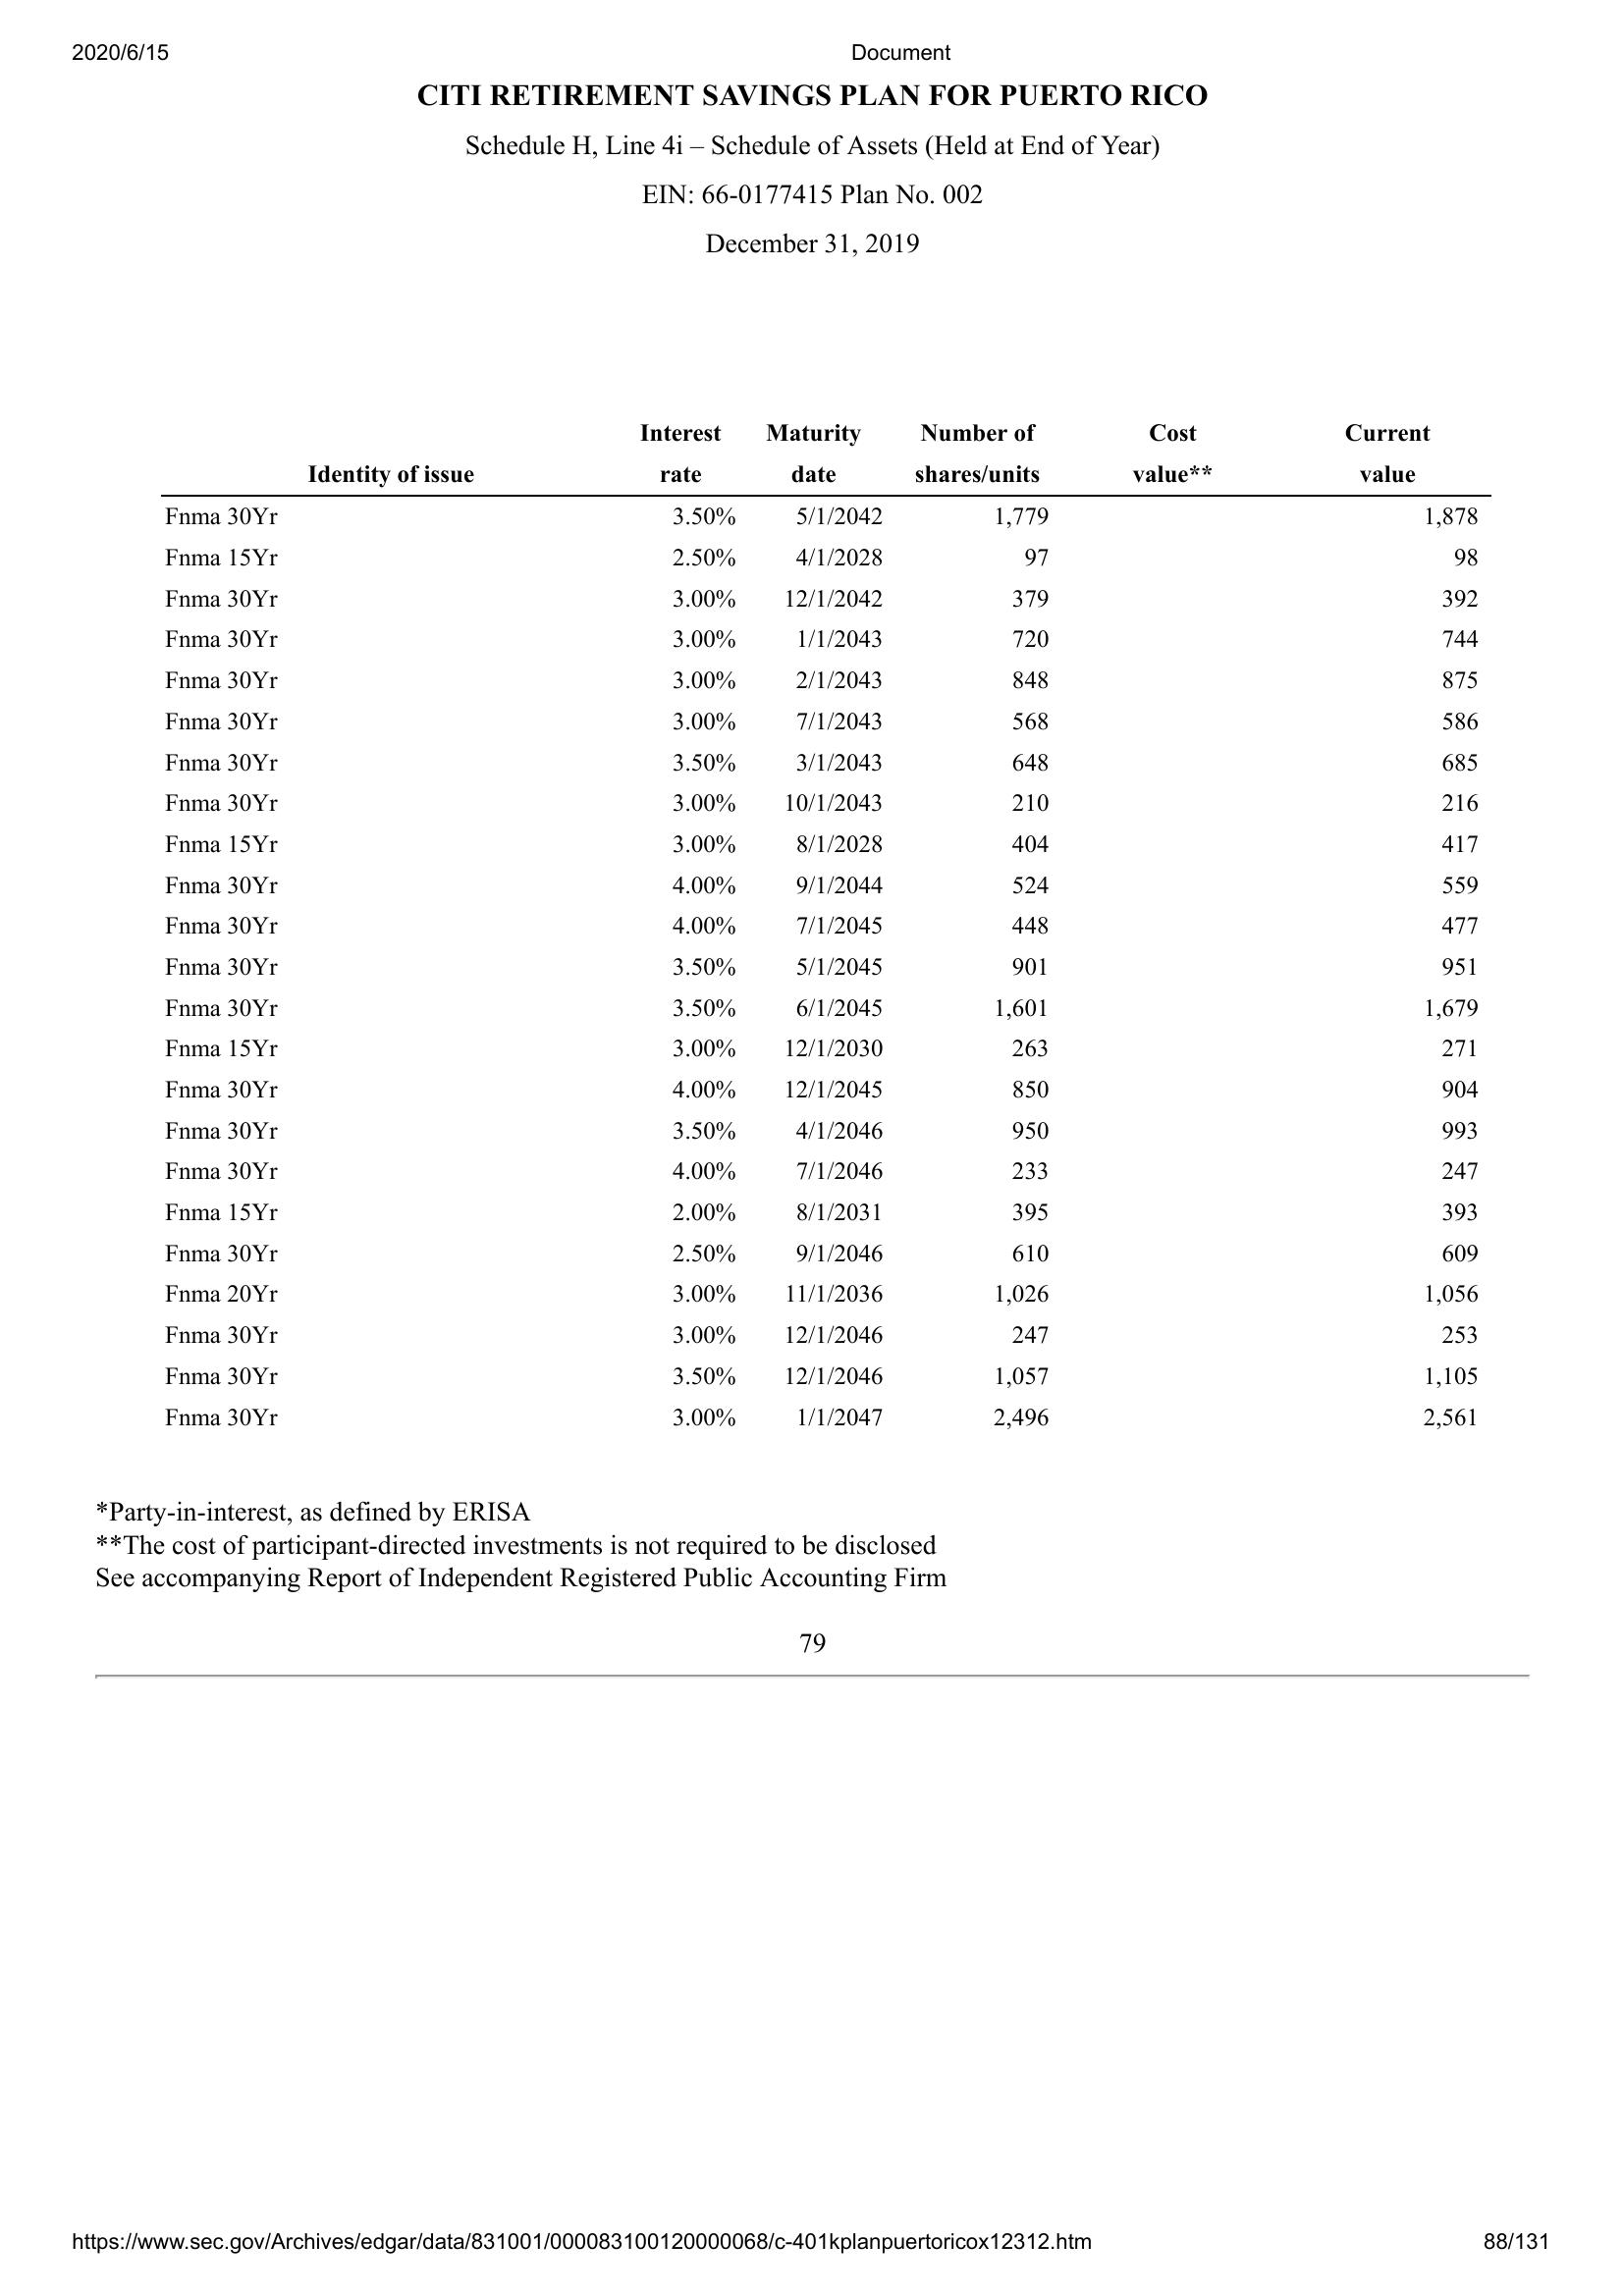 2020/6/15 Document
CITI RETIREMENT SAVINGS PLAN FOR PUERTO RICO
Schedule H, Line 4i – Schedule of Assets (Held at End of Year)
EIN: 66-0177415 Plan No. 002
December 31, 2019
Interest Maturity Number of Cost Current
Identity of issue rate date shares/units value** value
Fnma 30Yr 3.50% 5/1/2042 1,779 1,878
Fnma 15Yr 2.50% 4/1/2028 97 98
Fnma 30Yr 3.00% 12/1/2042 379 392
Fnma 30Yr 3.00% 1/1/2043 720 744
Fnma 30Yr 3.00% 2/1/2043 848 875
Fnma 30Yr 3.00% 7/1/2043 568 586
Fnma 30Yr 3.50% 3/1/2043 648 685
Fnma 30Yr 3.00% 10/1/2043 210 216
Fnma 15Yr 3.00% 8/1/2028 404 417
Fnma 30Yr 4.00% 9/1/2044 524 559
Fnma 30Yr 4.00% 7/1/2045 448 477
Fnma 30Yr 3.50% 5/1/2045 901 951
Fnma 30Yr 3.50% 6/1/2045 1,601 1,679
Fnma 15Yr 3.00% 12/1/2030 263 271
Fnma 30Yr 4.00% 12/1/2045 850 904
Fnma 30Yr 3.50% 4/1/2046 950 993
Fnma 30Yr 4.00% 7/1/2046 233 247
Fnma 15Yr 2.00% 8/1/2031 395 393
Fnma 30Yr 2.50% 9/1/2046 610 609
Fnma 20Yr 3.00% 11/1/2036 1,026 1,056
Fnma 30Yr 3.00% 12/1/2046 247 253
Fnma 30Yr 3.50% 12/1/2046 1,057 1,105
Fnma 30Yr 3.00% 1/1/2047 2,496 2,561
*Party-in-interest, as defined by ERISA
**The cost of participant-directed investments is not required to be disclosed
See accompanying Report of Independent Registered Public Accounting Firm
79
https://www.sec.gov/Archives/edgar/data/831001/000083100120000068/c-401kplanpuertoricox12312.htm 88/131